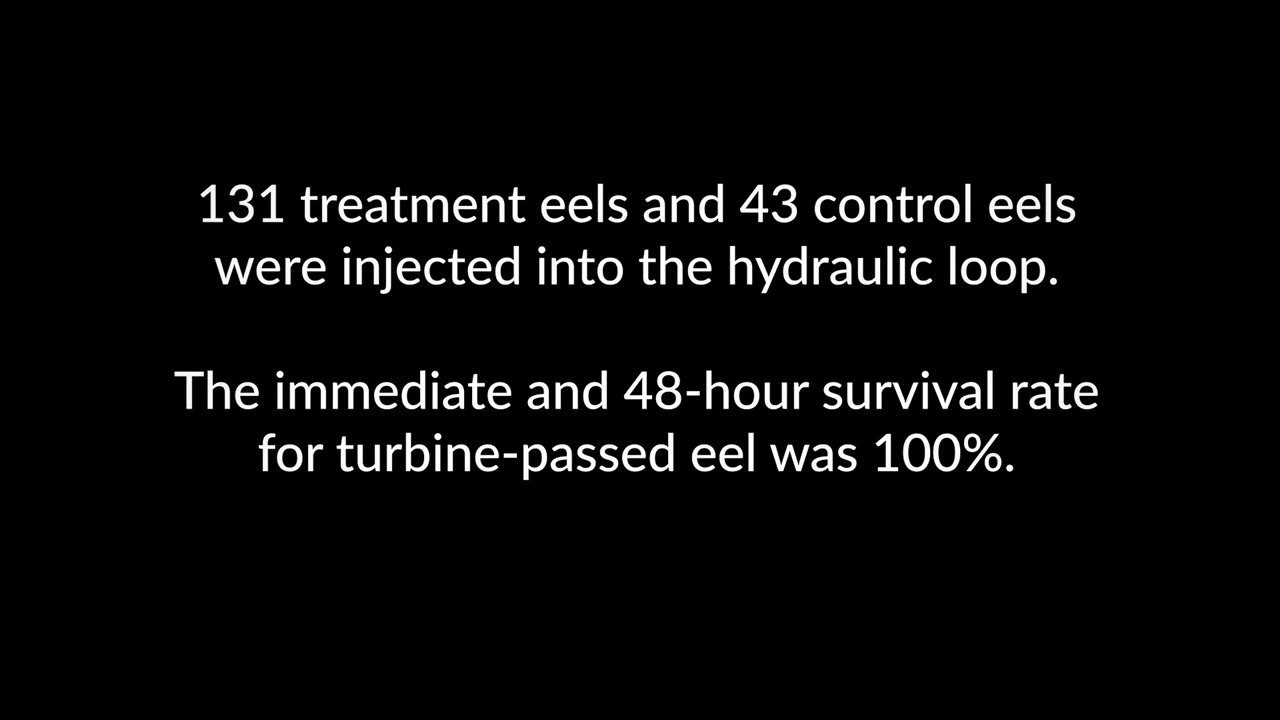 131 treatment eels and 43 control eels
were injected into the hydraulic loop.
The immediate and 48-hour survival rate
for turbine-passed eel was 100%.